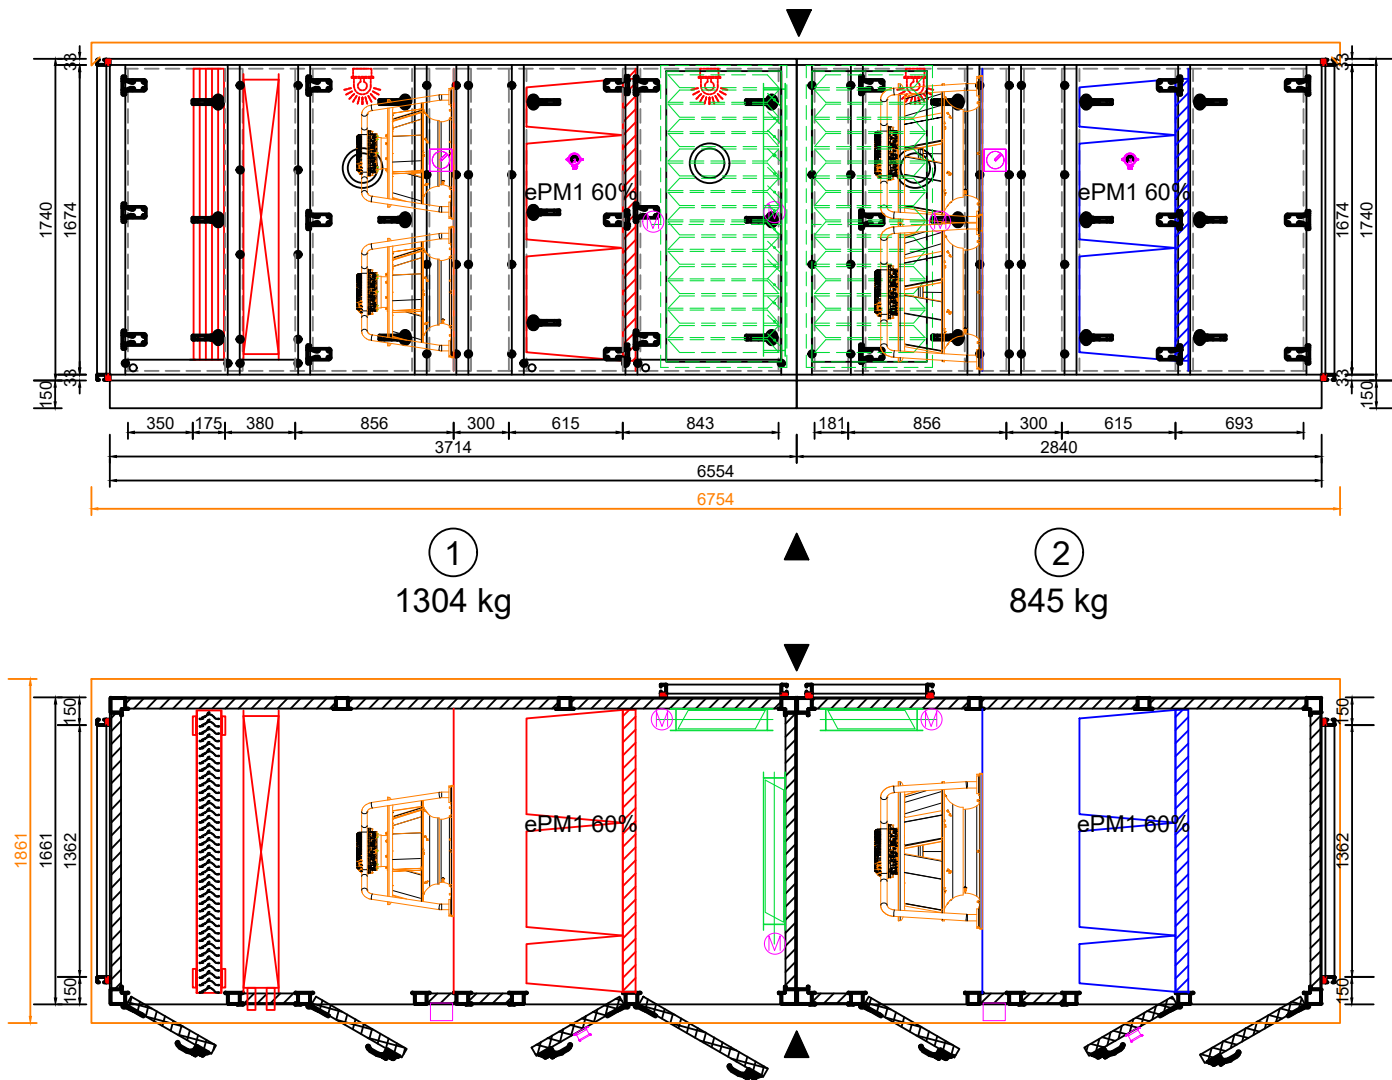 33 33
ePM1 60% ePM1 60%
1740 1674 1674 1740
M M M
33 33
150 150
350 175 380 856 300 615 843 181 856 300 615 693
3714 2840
6554
6754
1 2
1304 kg 845 kg
150 150
M M
ePM1 60% ePM1 60%
1861 1661 1362 1362
M
150 150